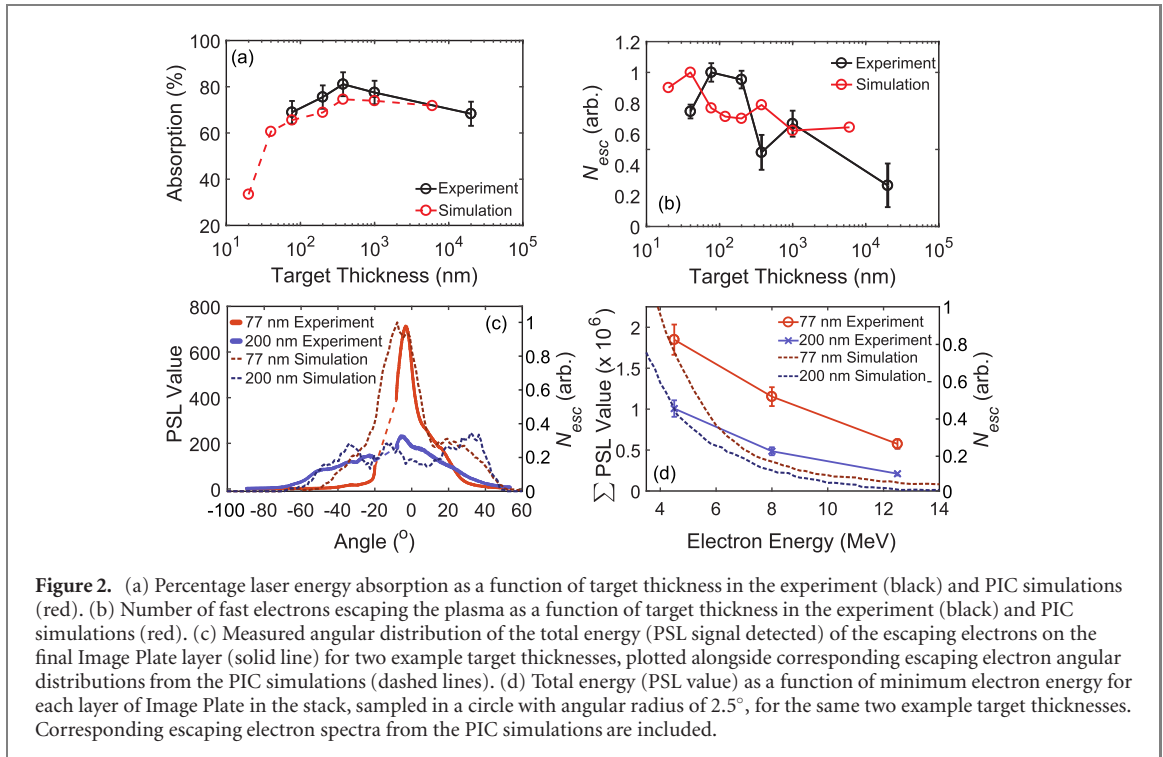 (a)
100
80
60
40
20
Absorption (%)
Experiment
Simulation
10^1 10^2 10^3 10^4 10^5
Target Thickness (nm)
1.2
1
0.8
0.6
0.4
0.2
0
N_esc (arb.)
Experiment
Simulation
(b)
10^1 10^2 10^3 10^4 10^5
Target Thickness (nm)
800
600
400
200
0
PSL Value
77 nm Experiment
200 nm Experiment
77 nm Simulation
200 nm Simulation
(c)
1
0.8
0.6
0.4
0.2
0
N_esc (arb.)
-100 -80 -60 -40 -20 0 20 40 60
Angle (°)
2
1.5
1
0.5
0
∑ PSL Value (x 10^6)
77 nm Experiment
200 nm Experiment
77 nm Simulation
200 nm Simulation
(d)
1
0.8
0.6
0.4
0.2
0
N_esc (arb.)
4 6 8 10 12 14
Electron Energy (MeV)
Figure 2. (a) Percentage laser energy absorption as a function of target thickness in the experiment (black) and PIC simulations
(red). (b) Number of fast electrons escaping the plasma as a function of target thickness in the experiment (black) and PIC
simulations (red). (c) Measured angular distribution of the total energy (PSL signal detected) of the escaping electrons on the
final Image Plate layer (solid line) for two example target thicknesses, plotted alongside corresponding escaping electron angular
distributions from the PIC simulations (dashed lines). (d) Total energy (PSL value) as a function of minimum electron energy for
each layer of Image Plate in the stack, sampled in a circle with angular radius of 2.5°, for the same two example target thicknesses.
Corresponding escaping electron spectra from the PIC simulations are included.